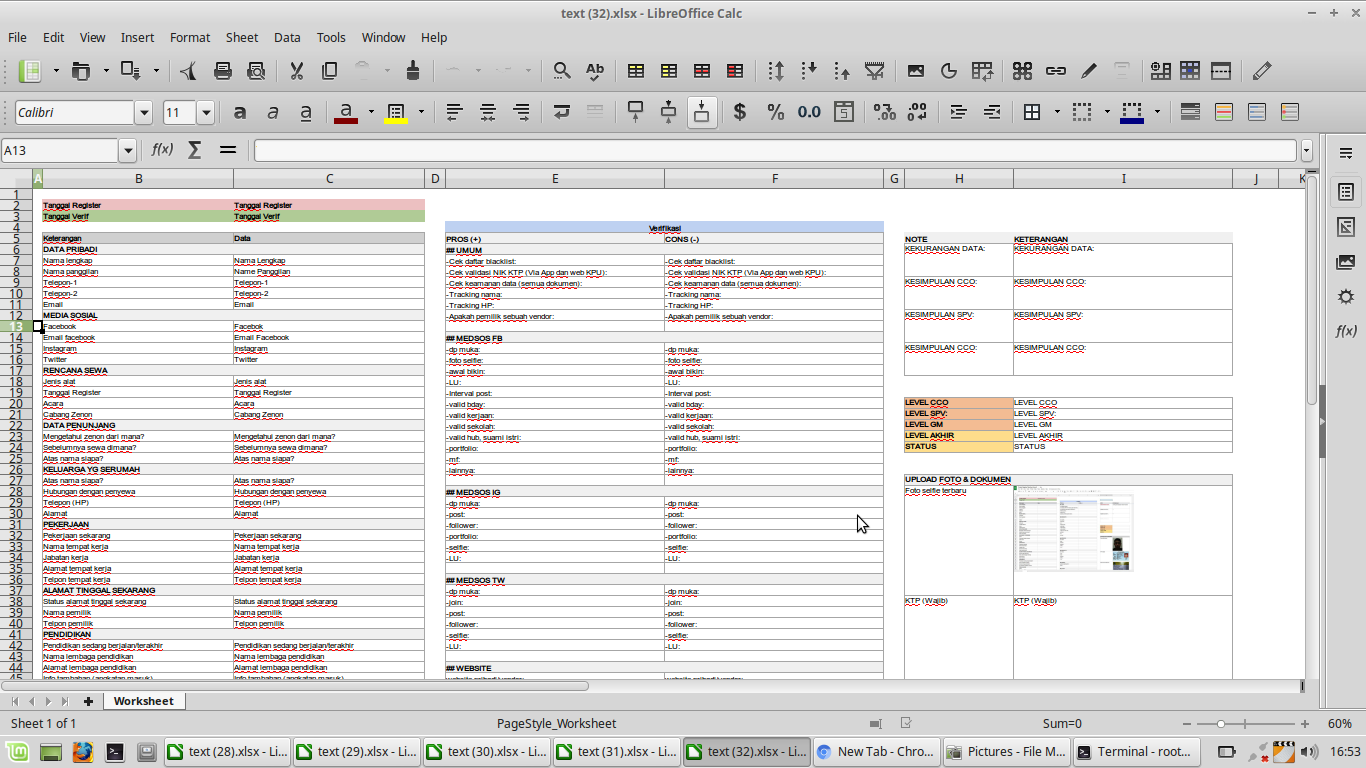 text (32).xlsx - LibreOffice Calc
File Edit View Insert Format Sheet Data Tools Window Help
Calibri 11
A13
A B C D E F G H I J K
1
2 Tanggal Register Tanggal Register
3 Tanggal Verif Tanggal Verif
4 Verifikasi
5 Keterangan Data PROS (+) CONS (-) NOTE KETERANGAN
6 DATA PRIBADI ## UMUM KEKURANGAN DATA: KEKURANGAN DATA:
7 Nama lengkap Nama Lengkap -Cek daftar blacklist: -Cek daftar blacklist:
8 Nama panggilan Name Panggilan -Cek validasi NIK KTP (Via App dan web KPU): -Cek validasi NIK KTP (Via App dan web KPU):
9 Telepon-1 Telepon-1 -Cek keamanan data (semua dokumen): -Cek keamanan data (semua dokumen): KESIMPULAN CCO: KESIMPULAN CCO:
10 Telepon-2 Telepon-2 -Tracking nama: -Tracking nama:
11 Email Email -Tracking HP: -Tracking HP:
12 MEDIA SOSIAL -Apakah pemilik sebuah vendor: -Apakah pemilik sebuah vendor: KESIMPULAN SPV: KESIMPULAN SPV:
13 Facebook Facebok
14 Email facebook Email Facebook ## MEDSOS FB
15 Instagram Instagram -dp muka: -dp muka: KESIMPULAN CCO: KESIMPULAN CCO:
16 Twitter Twitter -foto selfie: -foto selfie:
17 RENCANA SEWA -awal bikin: -awal bikin:
18 Jenis alat Jenis alat -LU: -LU:
19 Tanggal Register Tanggal Register -Interval post: -Interval post:
20 Acara Acara -valid bday: -valid bday: LEVEL CCO LEVEL CCO
21 Cabang Zenon Cabang Zenon -valid kerjaan: -valid kerjaan: LEVEL SPV: LEVEL SPV:
22 DATA PENUNJANG -valid sekolah: -valid sekolah: LEVEL GM LEVEL GM
23 Mengetahui zenon dari mana? Mengetahui zenon dari mana? -valid hub, suami istri: -valid hub, suami istri: LEVEL AKHIR LEVEL AKHIR
24 Sebelumnya sewa dimana? Sebelumnya sewa dimana? -portfolio: -portfolio: STATUS STATUS
25 Atas nama siapa? Atas nama siapa? -mf: -mf:
26 KELUARGA YG SERUMAH -lainnya: -lainnya:
27 Atas nama siapa? Atas nama siapa? UPLOAD FOTO & DOKUMEN
28 Hubungan dengan penyewa Hubungan dengan penyewa ## MEDSOS IG Foto selfie terbaru
29 Telepon (HP) Telepon (HP) -dp muka: -dp muka:
30 Alamat Alamat -post: -post:
31 PEKERJAAN -follower: -follower:
32 Pekerjaan sekarang Pekerjaan sekarang -portfolio: -portfolio:
33 Nama tempat kerja Nama tempat kerja -selfie: -selfie:
34 Jabatan kerja Jabatan kerja -LU: -LU:
35 Alamat tempat kerja Alamat tempat kerja
36 Telpon tempat kerja Telpon tempat kerja ## MEDSOS TW
37 ALAMAT TINGGAL SEKARANG -dp muka: -dp muka:
38 Status alamat tinggal sekarang Status alamat tinggal sekarang -join: -join: KTP (Wajib) KTP (Wajib)
39 Nama pemilik Nama pemilik -post: -post:
40 Telpon pemilik Telpon pemilik -follower: -follower:
41 PENDIDIKAN -selfie: -selfie:
42 Pendidikan sedang berjalan/terakhir Pendidikan sedang berjalan/terakhir -LU: -LU:
43 Nama lembaga pendidikan Nama lembaga pendidikan
44 Alamat lembaga pendidikan Alamat lembaga pendidikan ## WEBSITE
45 Info tambahan (angkatan masuk) Info tambahan (angkatan masuk)
Worksheet
Sheet 1 of 1 PageStyle_Worksheet Sum=0 60%
text (28).xlsx - Li... text (29).xlsx - Li... text (30).xlsx - Li... text (31).xlsx - Li... text (32).xlsx - Li... New Tab - Chro... Pictures - File M... Terminal - root... 16:53